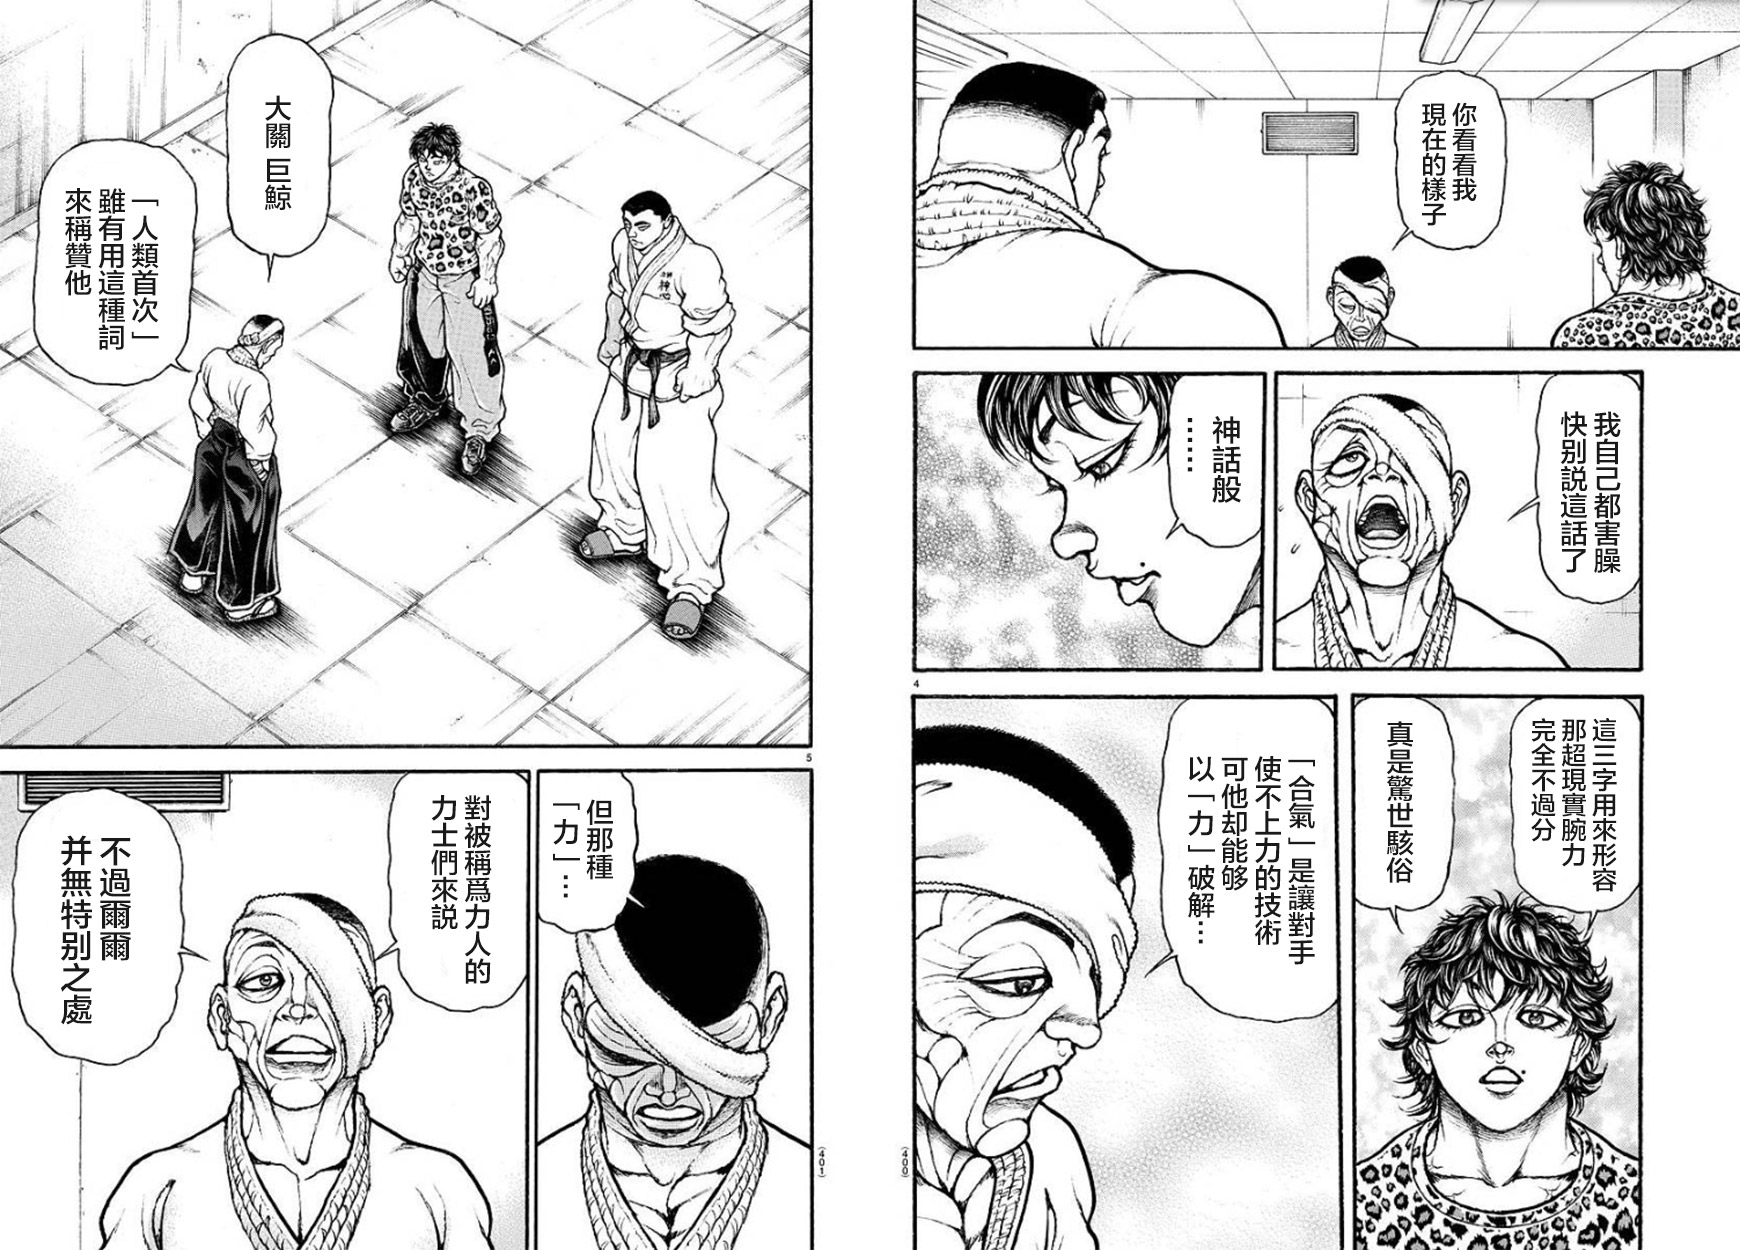 你看看我
現在的樣子
我自己都害臊
快別説這話了
神話般
……
這三字用來形容
那超現實腕力
完全不過分
真是驚世駭俗
「合氣」是讓對手
使不上力的技術
可他却能够
以「力」破解…
4
(400)
大關 巨鯨
「人類首次」
雖有用這種詞
來稱贊他
5
但那種
「力」…
對被稱爲力人的
力士們來説
不過爾爾
并無特别之處
(401)